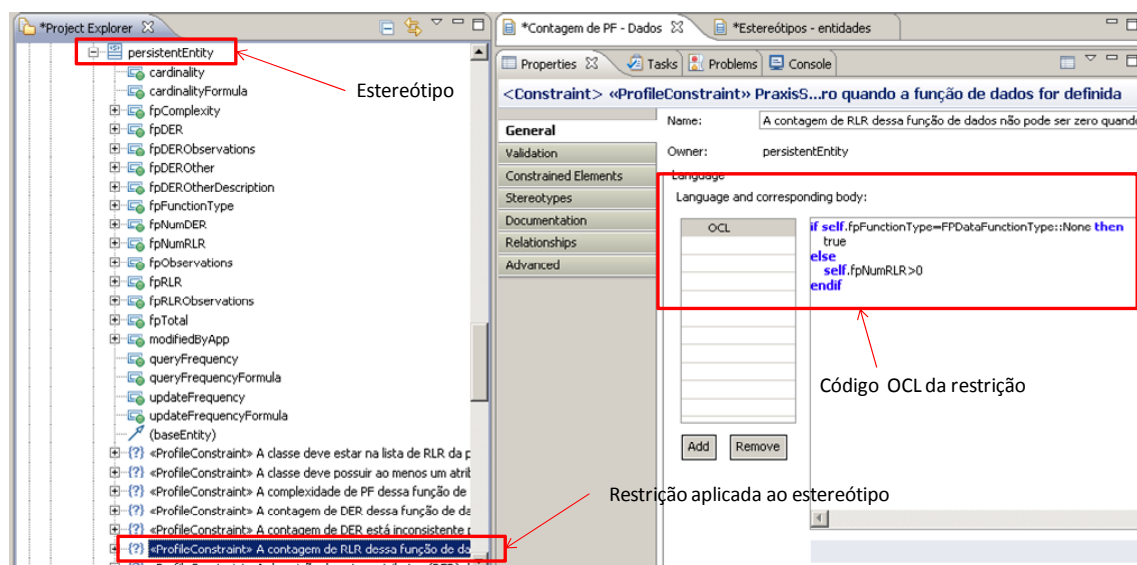 *Project Explorer
persistentEntity
cardinality
cardinalityFormula
fpComplexity
fpDER
fpDERObservations
fpDEROther
fpDEROtherDescription
fpFunctionType
fpNumDER
fpNumRLR
fpObservations
fpRLR
fpRLRObservations
fpTotal
modifiedByApp
queryFrequency
queryFrequencyFormula
updateFrequency
updateFrequencyFormula
(baseEntity)
{?} «ProfileConstraint» A classe deve estar na lista de RLR da p
{?} «ProfileConstraint» A classe deve possuir ao menos um atrib
{?} «ProfileConstraint» A complexidade de PF dessa função de
{?} «ProfileConstraint» A contagem de DER dessa função de da
{?} «ProfileConstraint» A contagem de DER está inconsistente p
{?} «ProfileConstraint» A contagem de RLR dessa função de da
Estereótipo
*Contagem de PF - Dados
*Estereótipos - entidades
Properties
Tasks
Problems
Console
<Constraint> «ProfileConstraint» PraxisS...ro quando a função de dados for definida
General
Validation
Constrained Elements
Stereotypes
Documentation
Relationships
Advanced
Name:
A contagem de RLR dessa função de dados não pode ser zero quando
Owner:
persistentEntity
Language
Language and corresponding body:
OCL
if self.fpFunctionType=FPDataFunctionType::None then
true
else
self.fpNumRLR>0
endif
Add
Remove
Código OCL da restrição
Restrição aplicada ao estereótipo